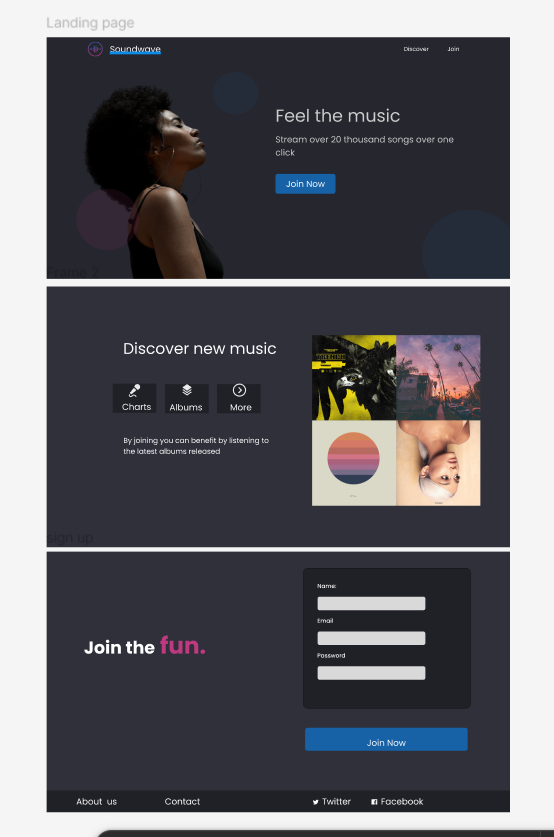 Landing page
Soundwave
Discover Join
Feel the music
Stream over 20 thousand songs over one
click
Join Now
Frame 2
Discover new music
Charts Albums More
By joining you can benefit by listening to
the latest albums released
TRENCH
sign up
Name:
Email
Password
Join the fun.
Join Now
About us Contact Twitter Facebook